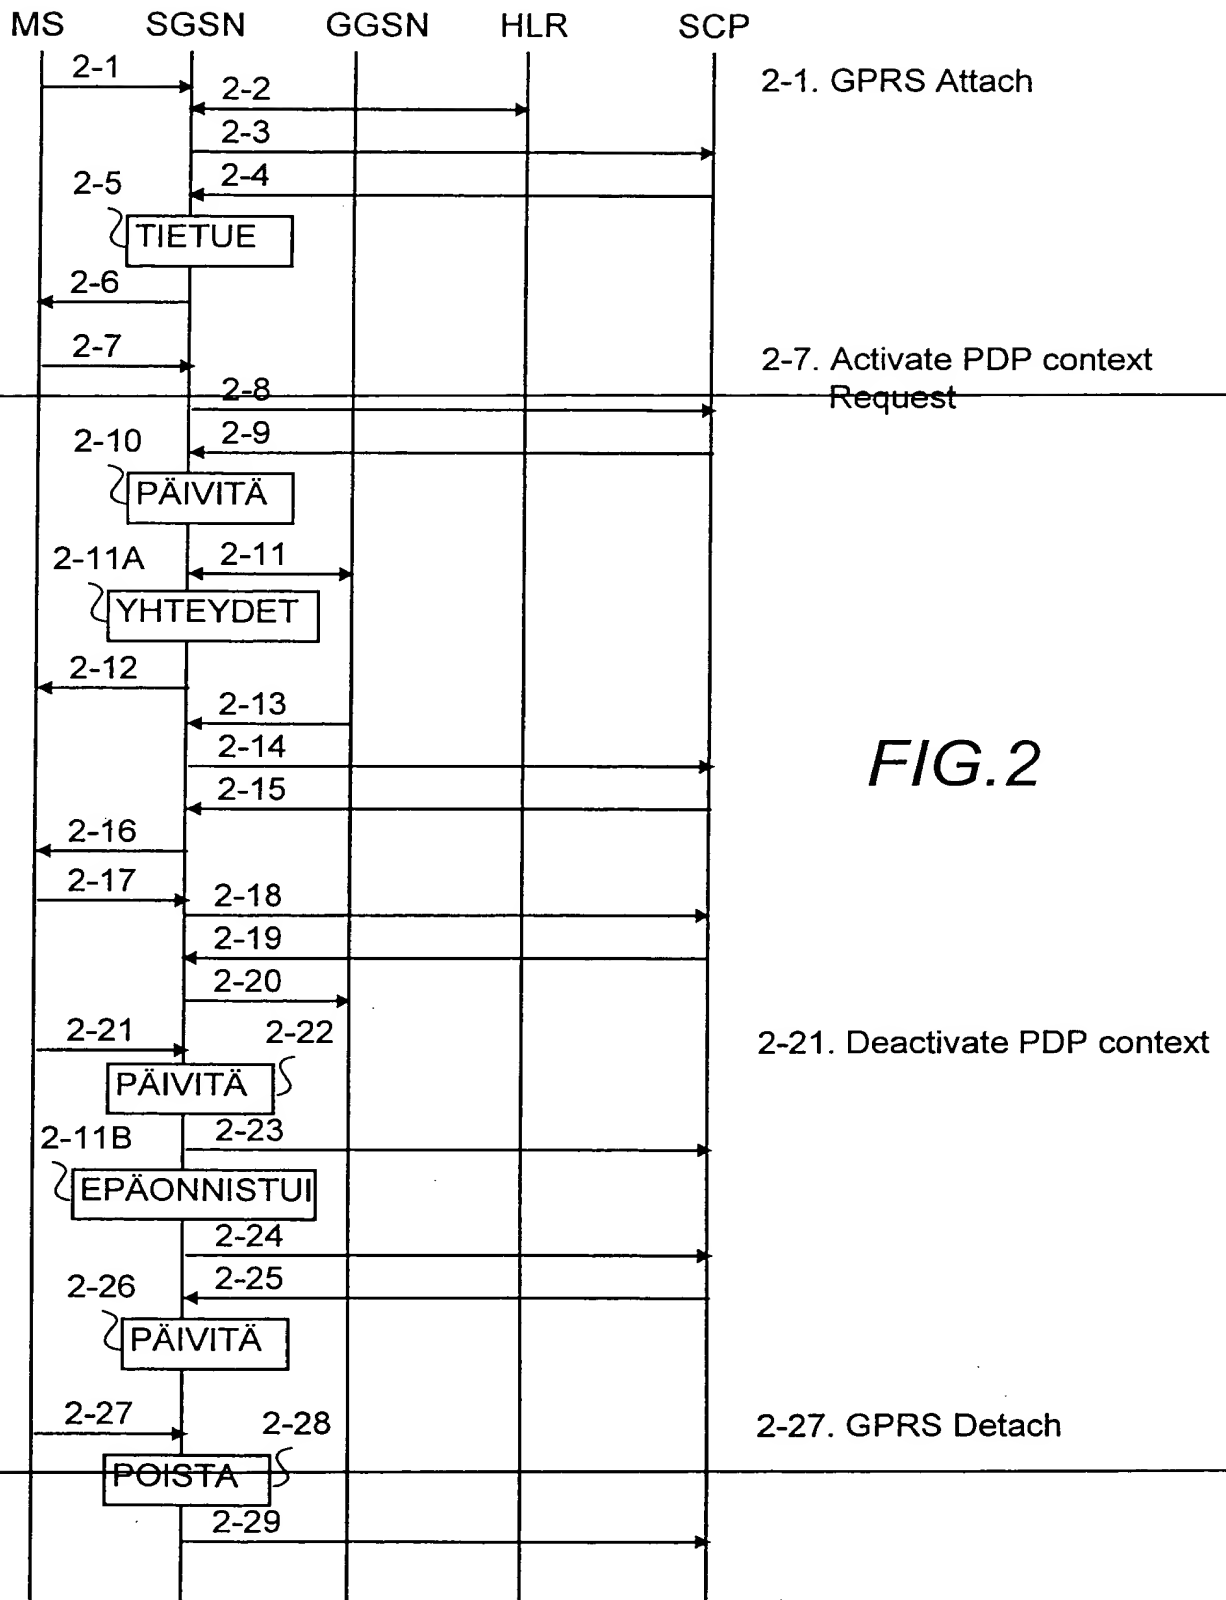 MS SGSN GGSN HLR SCP
2-1
2-1. GPRS Attach
2-2
2-3
2-4
2-5
TIETUE
2-6
2-7
2-7. Activate PDP context
Request
2-8
2-9
2-10
PÄIVITÄ
2-11
2-11A
YHTEYDET
2-12
2-13
2-14
FIG.2
2-15
2-16
2-17
2-18
2-19
2-20
2-21
2-22
2-21. Deactivate PDP context
PÄIVITÄ
2-23
2-11B
EPÄONNISTUI
2-24
2-25
2-26
PÄIVITÄ
2-27
2-28
2-27. GPRS Detach
POISTA
2-29